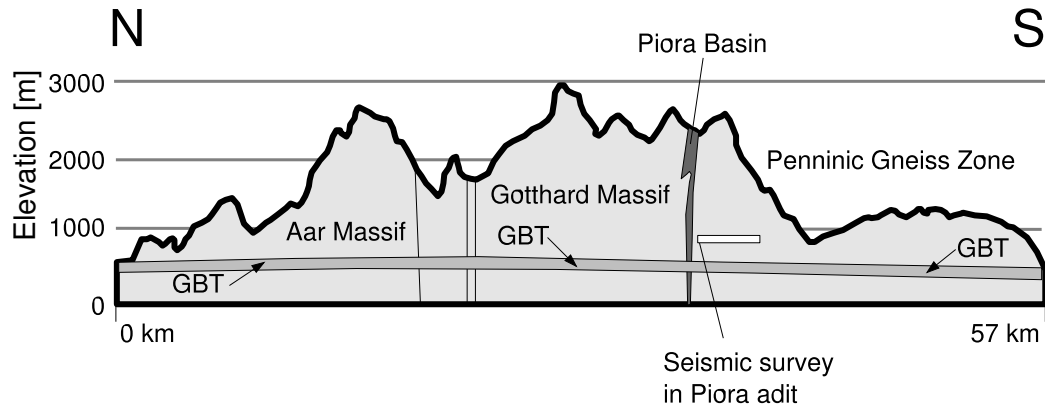 N
S
Piora Basin
Elevation [m]
3000
2000
1000
0
Penninic Gneiss Zone
Gotthard Massif
Aar Massif
GBT
GBT
GBT
0 km
57 km
Seismic survey
in Piora adit